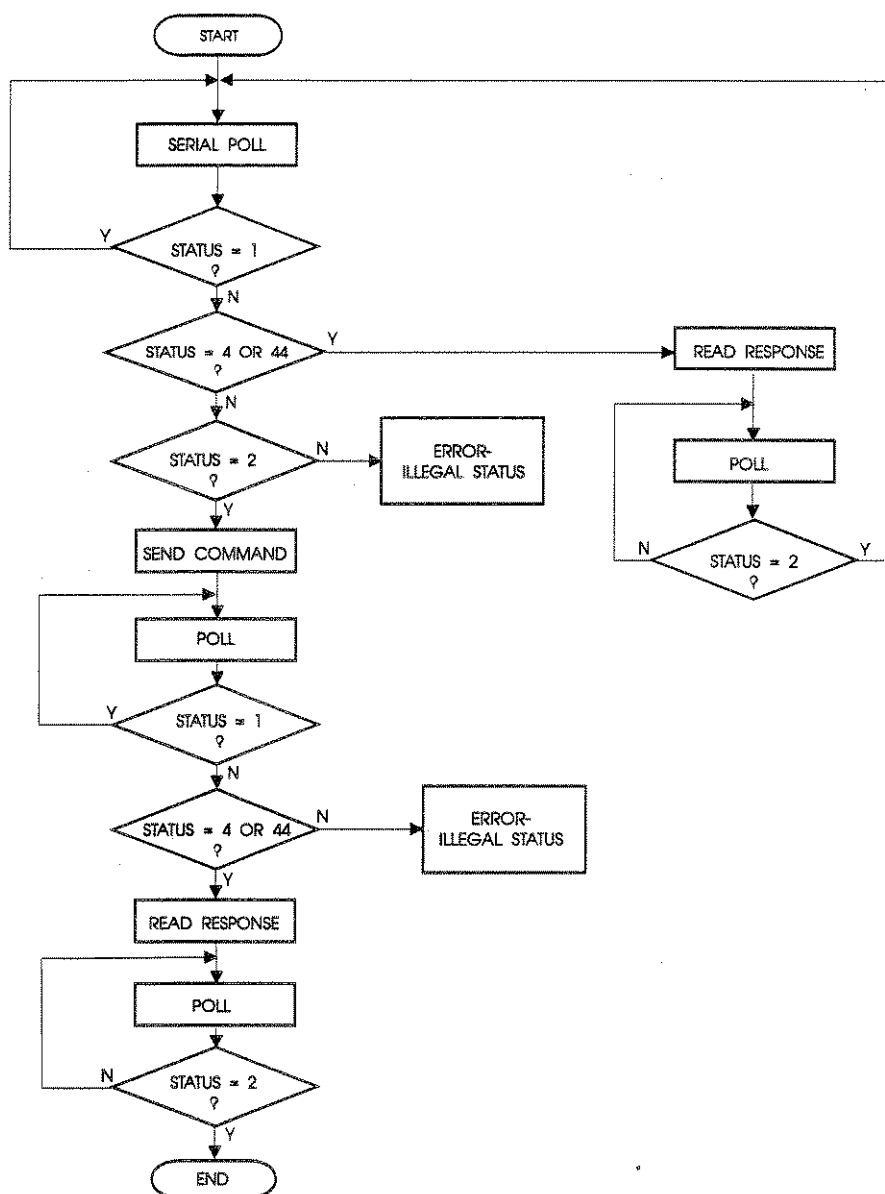 START
SERIAL POLL
Y
STATUS = 1
?
N
STATUS = 4 OR 44
?
Y
READ RESPONSE
N
STATUS = 2
?
N
ERROR-
ILLEGAL STATUS
POLL
Y
SEND COMMAND
N
STATUS = 2
?
Y
POLL
Y
STATUS = 1
?
N
STATUS = 4 OR 44
?
N
ERROR-
ILLEGAL STATUS
Y
READ RESPONSE
POLL
N
STATUS = 2
?
Y
END